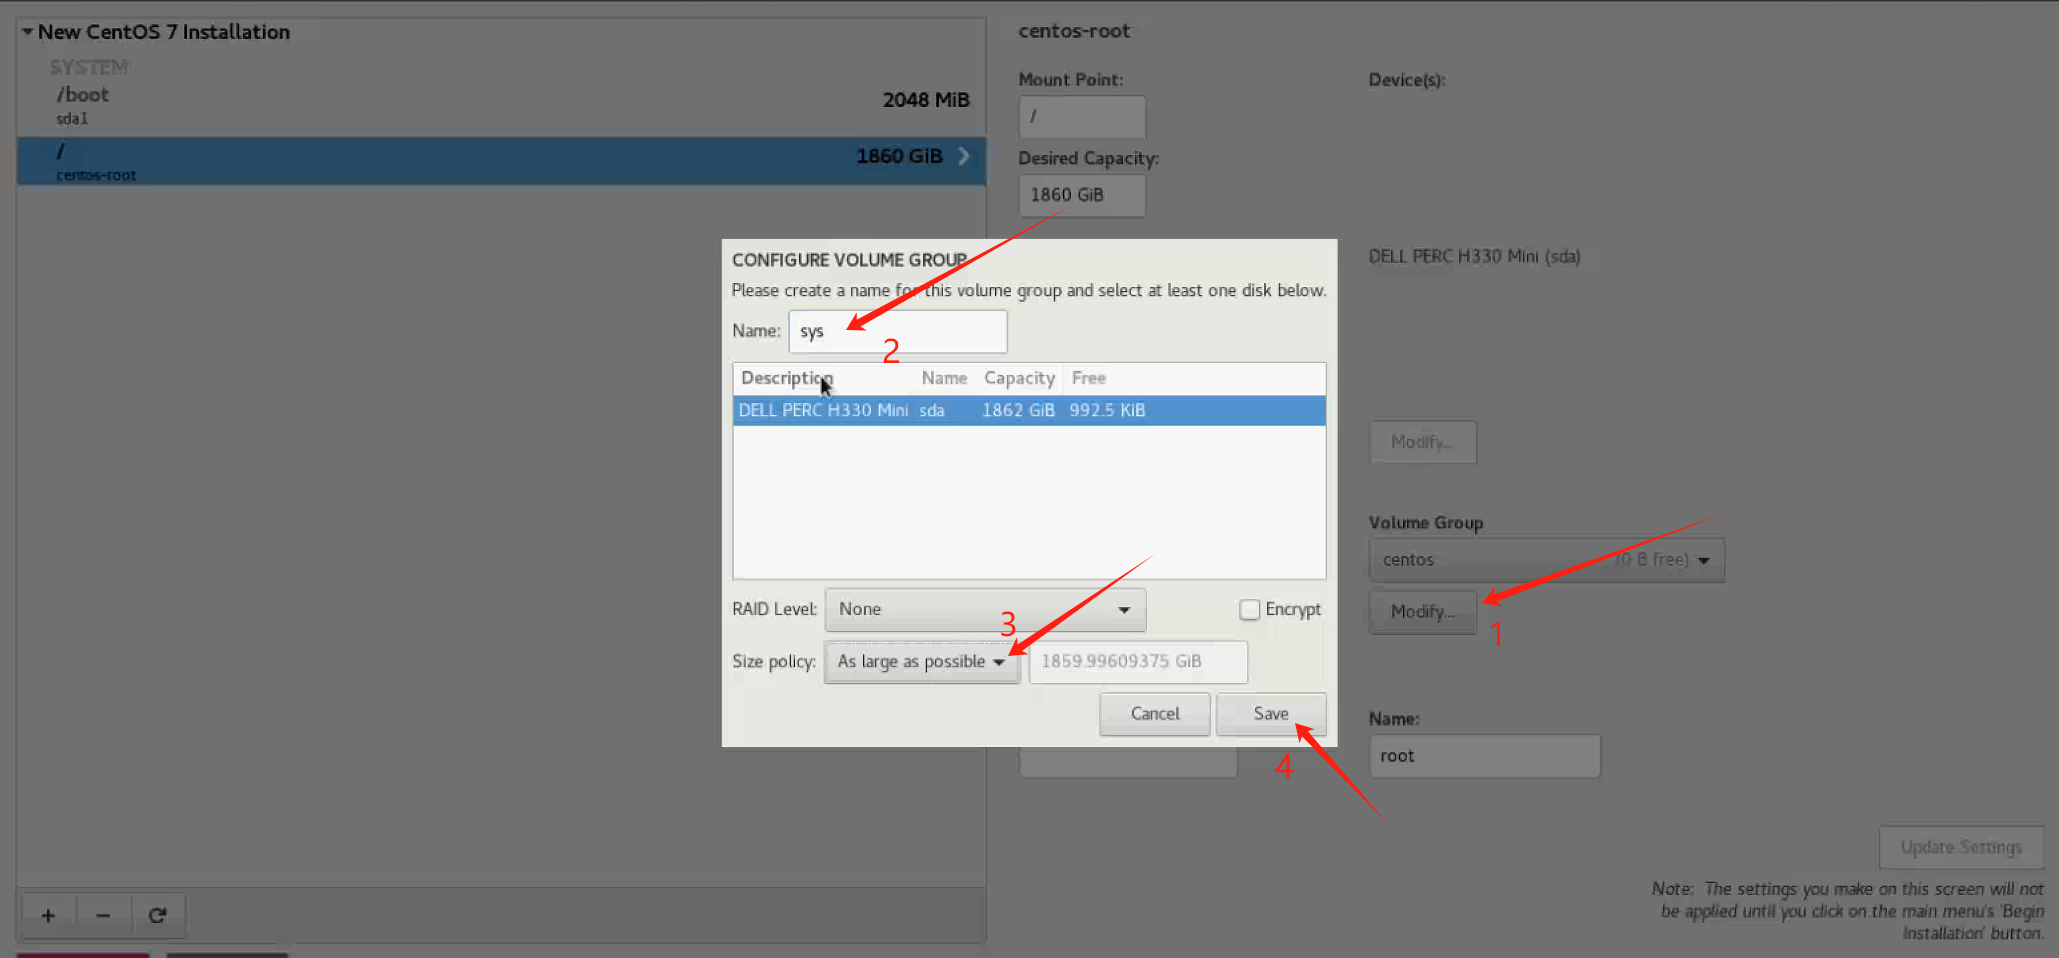 New CentOS 7 Installation
SYSTEM
/boot
2048 MiB
sda1
/
1860 GiB
centos-root
centos-root
Mount Point:
Device(s):
/
Desired Capacity:
1860 GiB
DELL PERC H330 Mini (sda)
CONFIGURE VOLUME GROUP
Please create a name for this volume group and select at least one disk below.
Name:
sys
2
Description Name Capacity Free
DELL PERC H330 Mini sda 1862 GiB 992.5 KiB
Modify...
Volume Group
centos (0 B free)
Modify...
1
RAID Level: None
Encrypt
3
Size policy: As large as possible 1859.99609375 GiB
Cancel Save
4
Name:
root
Update Settings
Note: The settings you make on this screen will not
be applied until you click on the main menu's 'Begin
Installation' button.